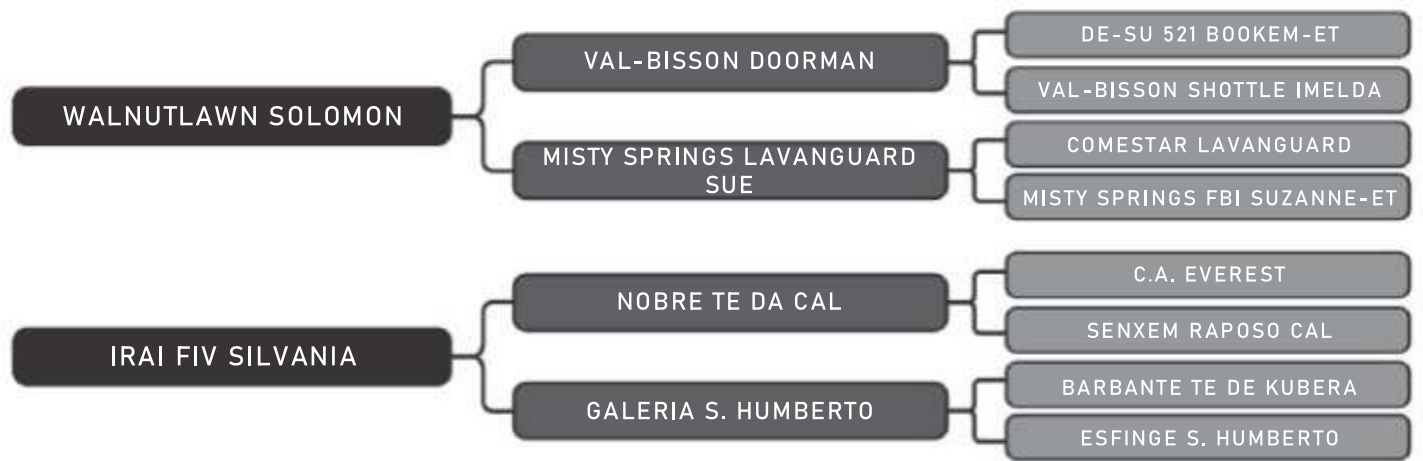 WALNUTLAWN SOLOMON
VAL-BISSON DOORMAN
DE-SU 521 BOOKEM-ET
VAL-BISSON SHOTTLE IMELDA
MISTY SPRINGS LAVANGUARD
SUE
COMESTAR LAVANGUARD
MISTY SPRINGS FBI SUZANNE-ET
IRAI FIV SILVANIA
NOBRE TE DA CAL
C.A. EVEREST
SENXEM RAPOSO CAL
GALERIA S. HUMBERTO
BARBANTE TE DE KUBERA
ESFINGE S. HUMBERTO